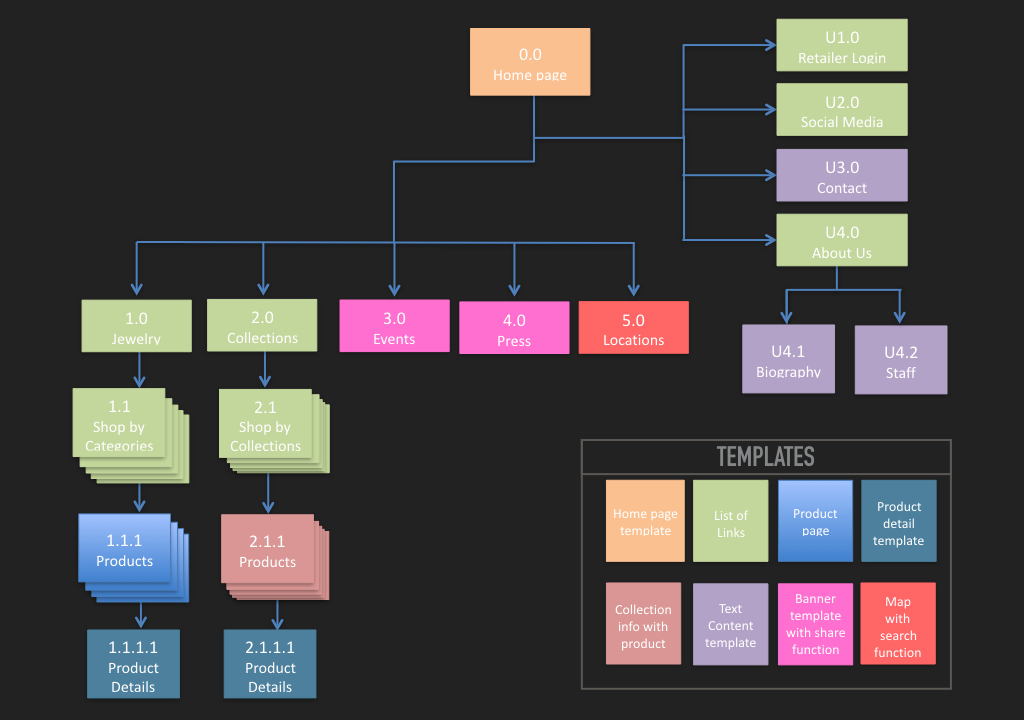 0.0
Home page
U1.0
Retailer Login
U2.0
Social Media
U3.0
Contact
U4.0
About Us
U4.1
Biography
U4.2
Staff
1.0
Jewelry
2.0
Collections
3.0
Events
4.0
Press
5.0
Locations
1.1
Shop by
Categories
2.1
Shop by
Collections
1.1.1
Products
2.1.1
Products
1.1.1.1
Product
Details
2.1.1.1
Product
Details
TEMPLATES
Home page
template
List of
Links
Product
page
Product
detail
template
Collection
info with
product
Text
Content
template
Banner
template
with share
function
Map
with
search
function